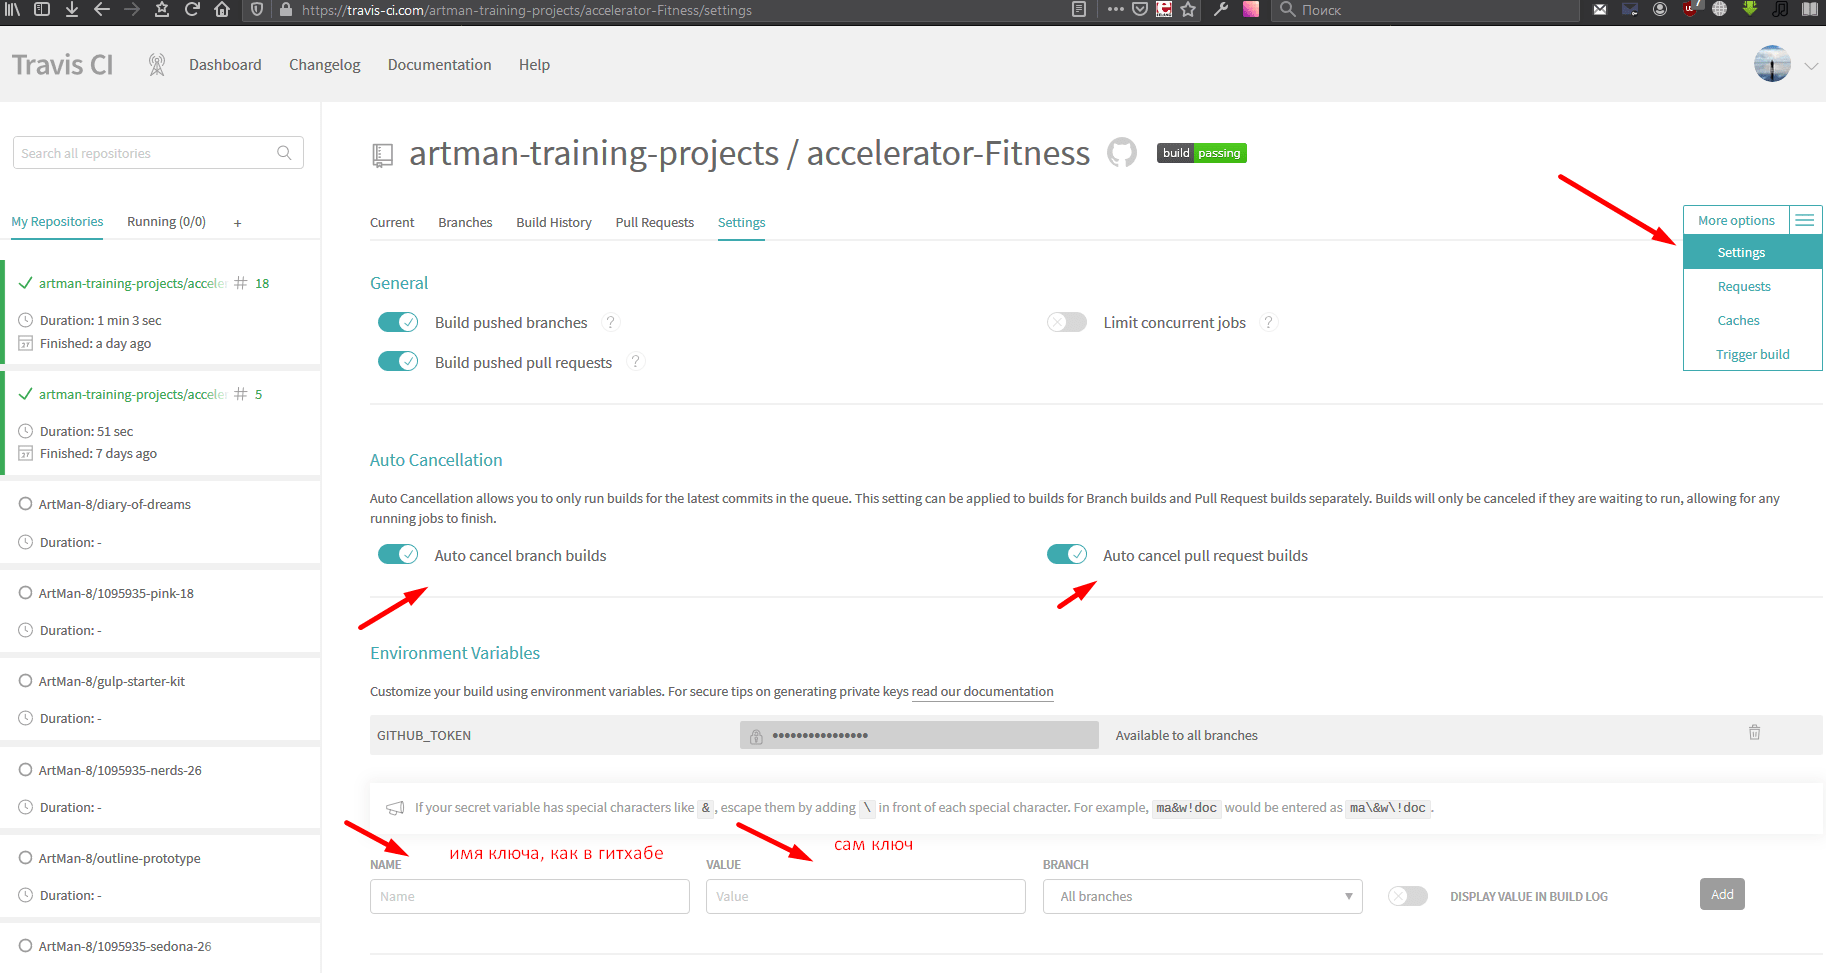 https://travis-ci.com/artman-training-projects/accelerator-Fitness/settings
Поиск
7
Travis CI
Dashboard
Changelog
Documentation
Help
Search all repositories
My Repositories
Running (0/0)
+
artman-training-projects/acceler
# 18
Duration: 1 min 3 sec
Finished: a day ago
artman-training-projects/acceler
# 5
Duration: 51 sec
Finished: 7 days ago
ArtMan-8/diary-of-dreams
Duration: -
ArtMan-8/1095935-pink-18
Duration: -
ArtMan-8/gulp-starter-kit
Duration: -
ArtMan-8/1095935-nerds-26
Duration: -
ArtMan-8/outline-prototype
Duration: -
ArtMan-8/1095935-sedona-26
artman-training-projects / accelerator-Fitness
build passing
Current
Branches
Build History
Pull Requests
Settings
More options
Settings
Requests
Caches
Trigger build
General
Build pushed branches ?
Limit concurrent jobs ?
Build pushed pull requests ?
Auto Cancellation
Auto Cancellation allows you to only run builds for the latest commits in the queue. This setting can be applied to builds for Branch builds and Pull Request builds separately. Builds will only be canceled if they are waiting to run, allowing for any
running jobs to finish.
Auto cancel branch builds
Auto cancel pull request builds
Environment Variables
Customize your build using environment variables. For secure tips on generating private keys read our documentation
GITHUB_TOKEN
••••••••••••••••
Available to all branches
If your secret variable has special characters like & , escape them by adding \ in front of each special character. For example, ma&w!doc would be entered as ma\&w\!doc .
имя ключа, как в гитхабе
сам ключ
NAME
VALUE
BRANCH
Name
Value
All branches
DISPLAY VALUE IN BUILD LOG
Add